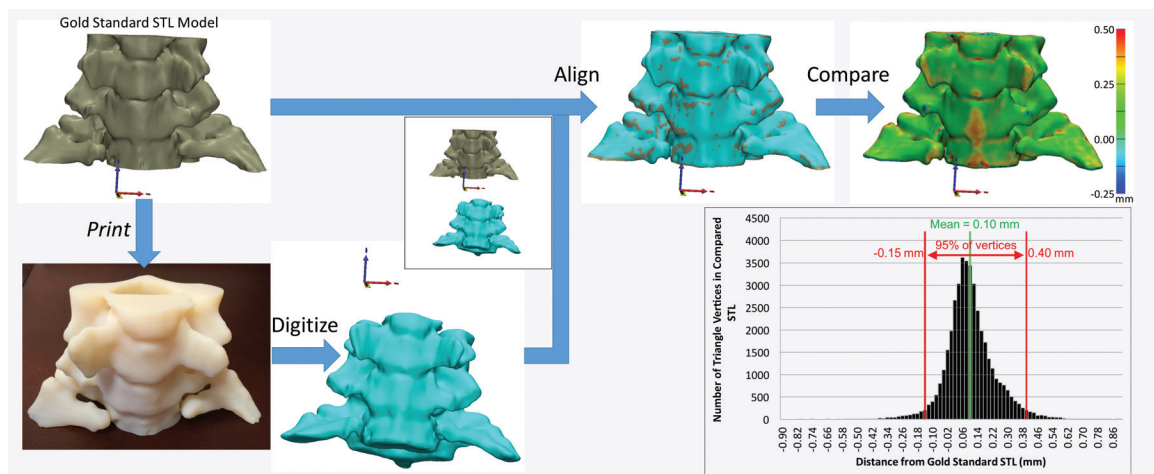 Gold Standard STL Model
Align
Compare
0.50
0.25
0.00
-0.25
mm
Print
Digitize
4500
4000
3500
3000
2500
2000
1500
1000
500
0
Number of Triangle Vertices in Compared
STL
Mean = 0.10 mm
-0.15 mm
95% of vertices
0.40 mm
-0.90
-0.82
-0.74
-0.66
-0.58
-0.50
-0.42
-0.34
-0.26
-0.18
-0.10
-0.02
0.06
0.14
0.22
0.30
0.38
0.46
0.54
0.62
0.70
0.78
0.86
Distance from Gold Standard STL (mm)